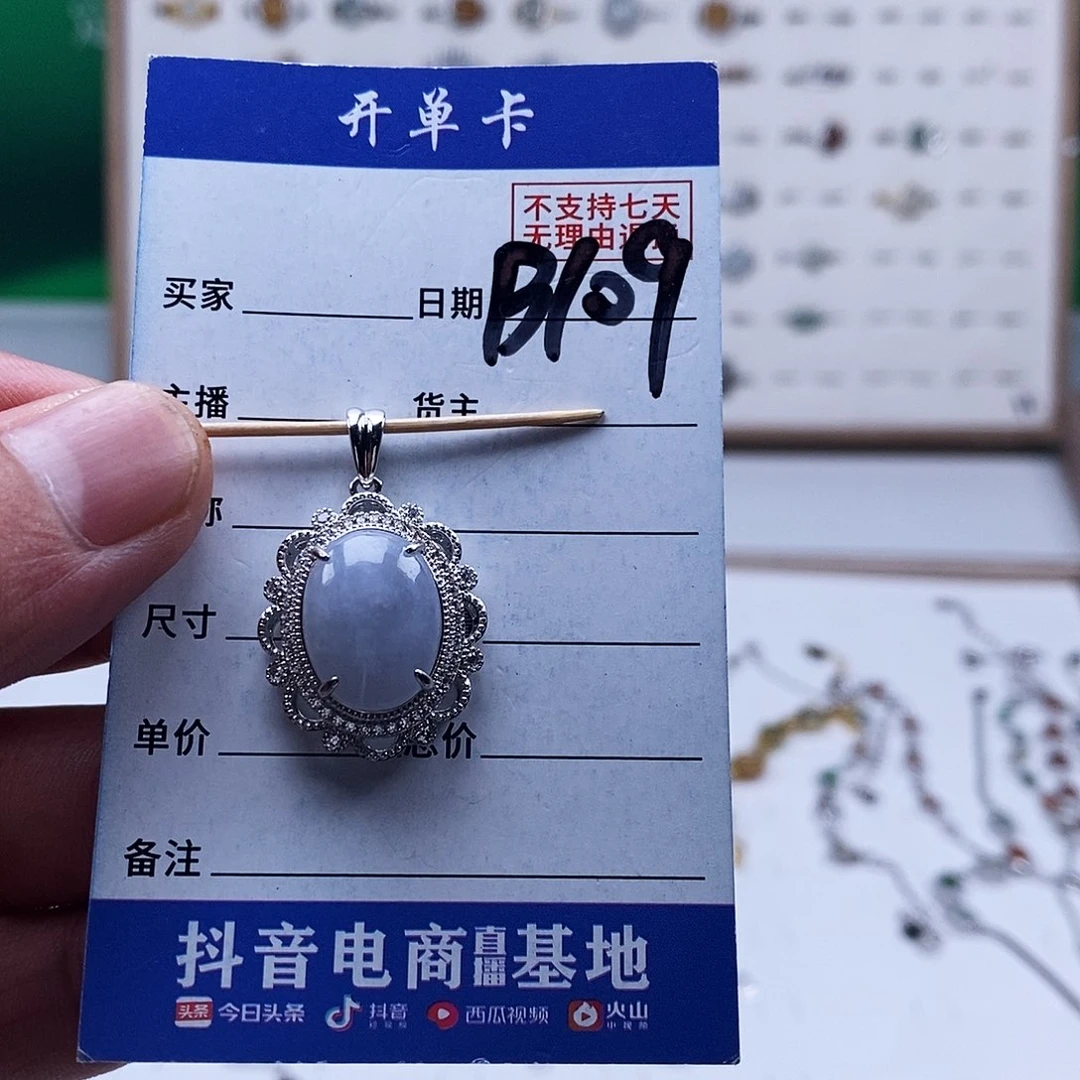 开单卡
不支持七天
无理由退
B109
买家 日期
主播 货主
尺寸
单价 总价
备注
抖音电商直播基地
头条 今日头条 抖音 西瓜视频 火山